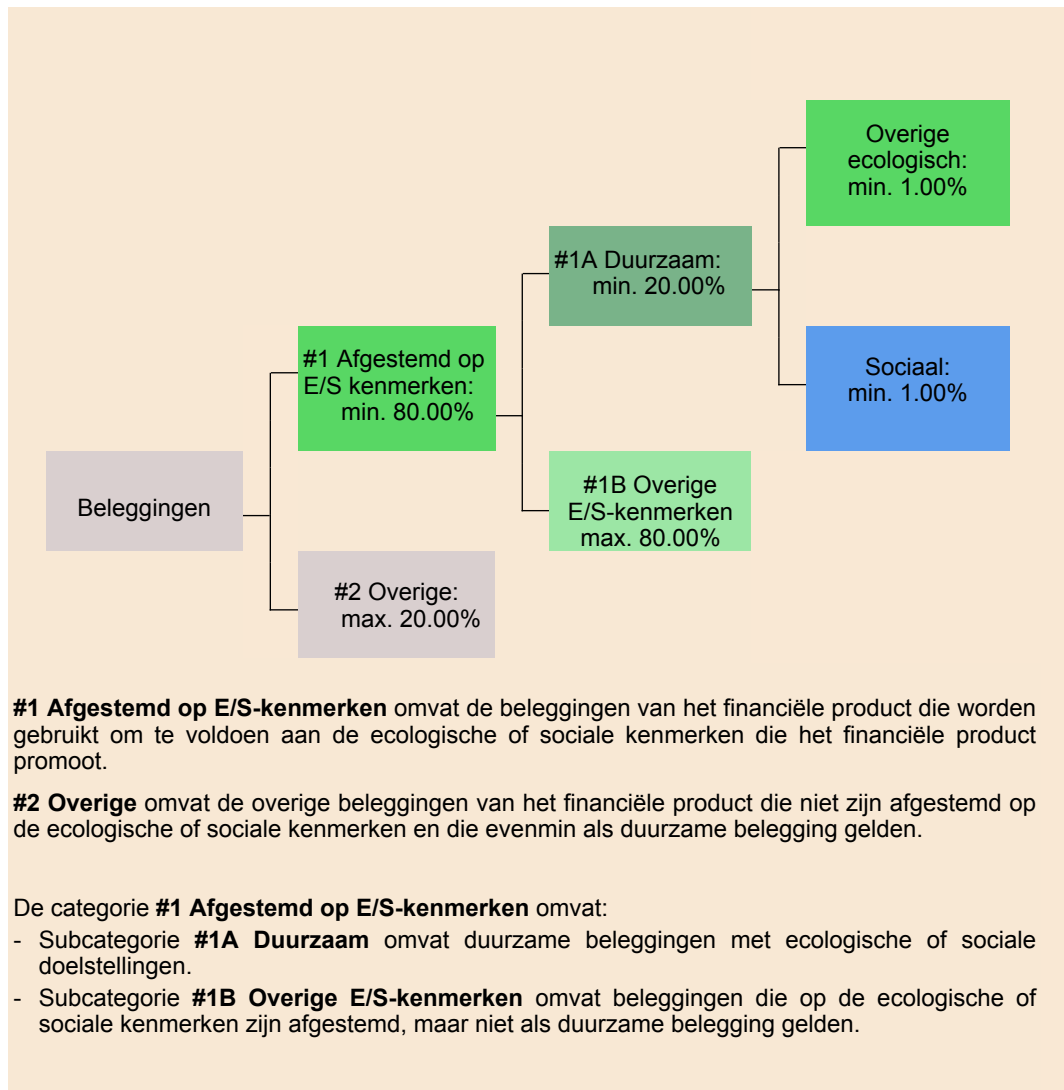 Overige
ecologisch:
min. 1.00%
#1A Duurzaam:
min. 20.00%
#1 Afgestemd op
E/S kenmerken:
min. 80.00%
Sociaal:
min. 1.00%
Beleggingen
#1B Overige
E/S-kenmerken
max. 80.00%
#2 Overige:
max. 20.00%
#1 Afgestemd op E/S-kenmerken omvat de beleggingen van het financiële product die worden
gebruikt om te voldoen aan de ecologische of sociale kenmerken die het financiële product
promoot.
#2 Overige omvat de overige beleggingen van het financiële product die niet zijn afgestemd op
de ecologische of sociale kenmerken en die evenmin als duurzame belegging gelden.
De categorie #1 Afgestemd op E/S-kenmerken omvat:
- Subcategorie #1A Duurzaam omvat duurzame beleggingen met ecologische of sociale
doelstellingen.
- Subcategorie #1B Overige E/S-kenmerken omvat beleggingen die op de ecologische of
sociale kenmerken zijn afgestemd, maar niet als duurzame belegging gelden.